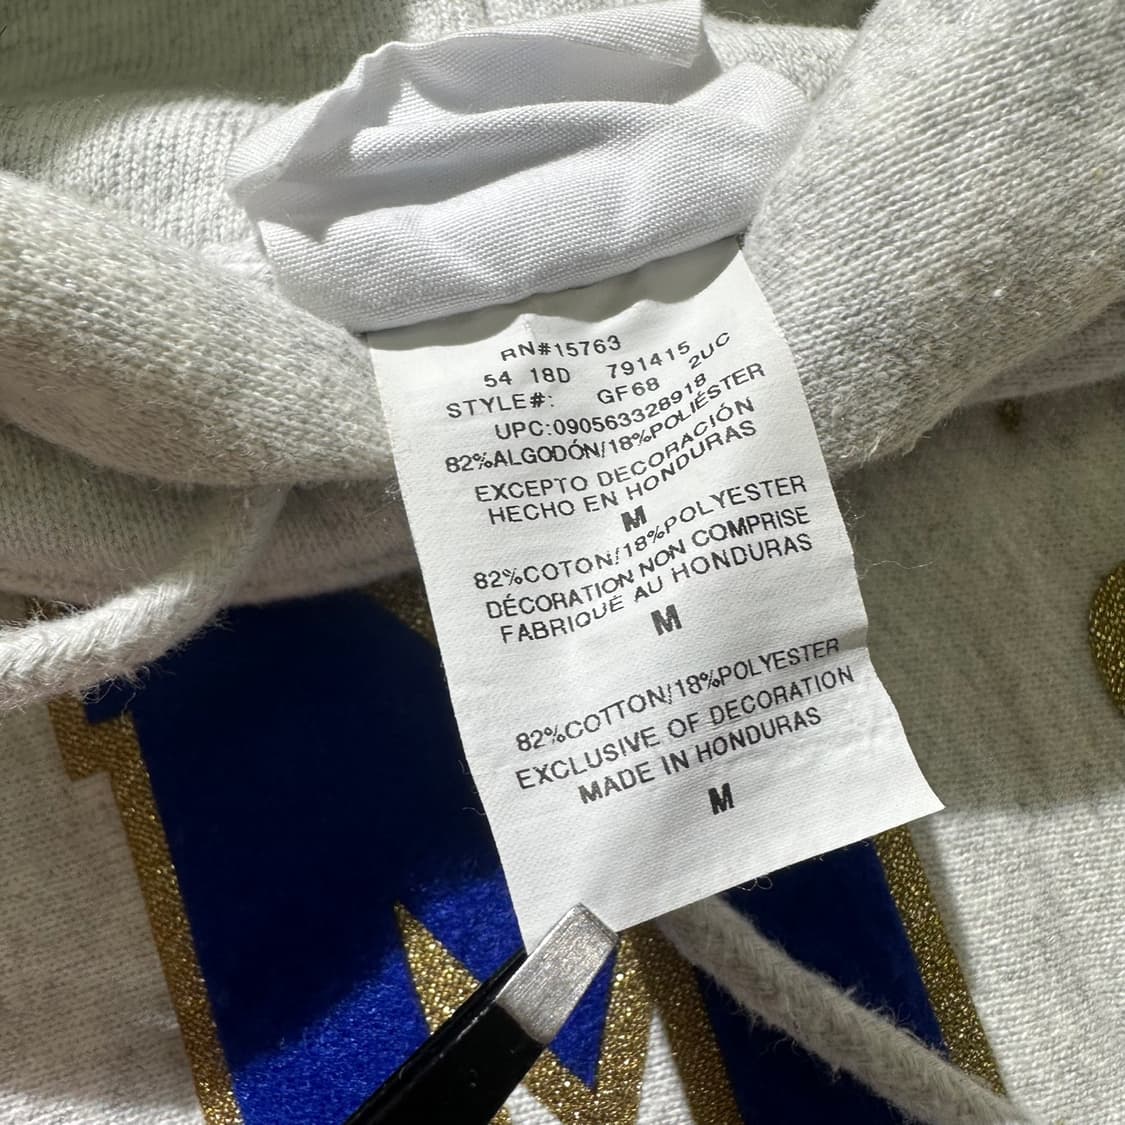 RN#15763
54 18D 791415
STYLE#: GF68 2UC
UPC:090563328918
82%ALGODÓN/18%POLIÉSTER
EXCEPTO DECORACIÓN
HECHO EN HONDURAS
M
82%COTON/18%POLYESTER
DÉCORATION NON COMPRISE
FABRIQUÉ AU HONDURAS
M
82%COTTON/18%POLYESTER
EXCLUSIVE OF DECORATION
MADE IN HONDURAS
M